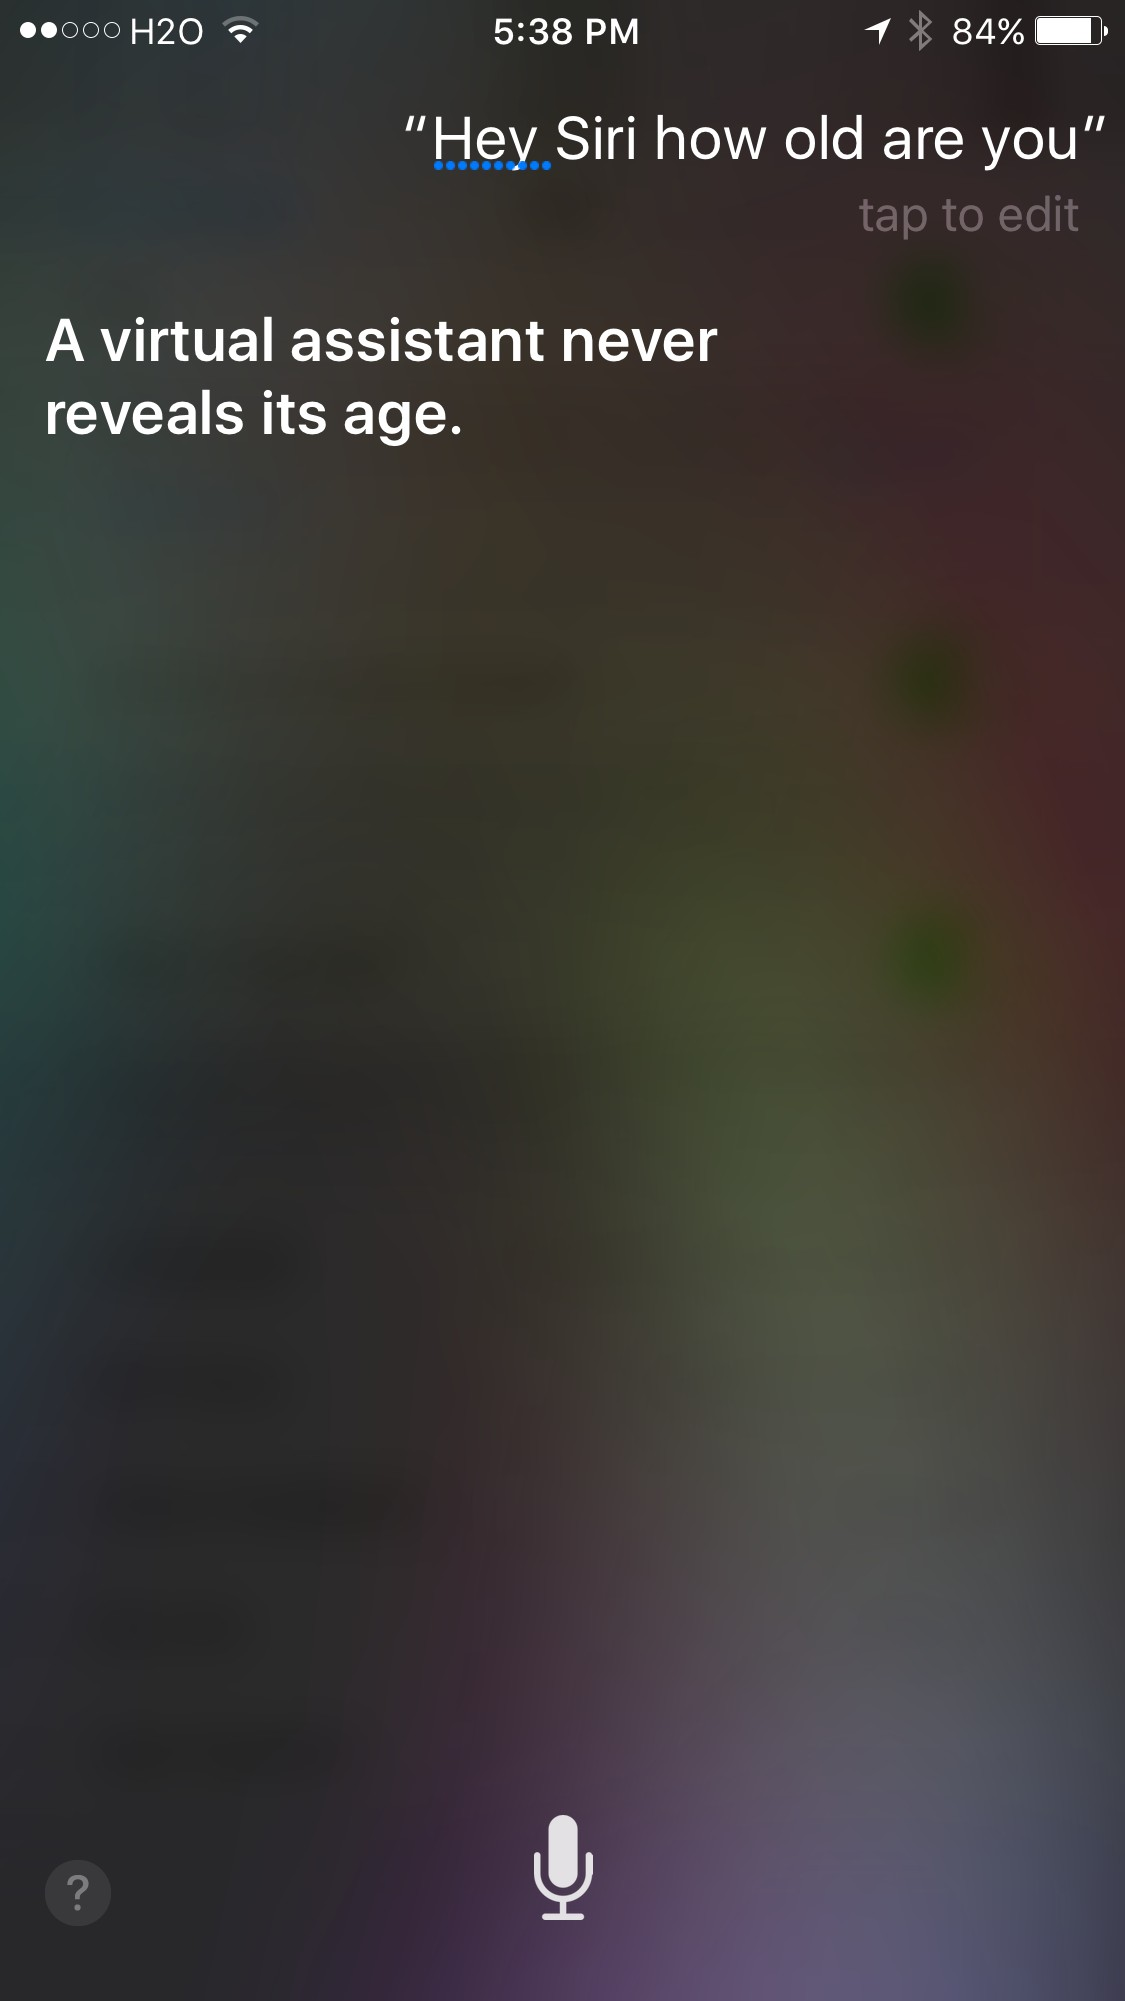 H2O 5:38 PM 84%
"Hey Siri how old are you"
tap to edit
A virtual assistant never
reveals its age.
?